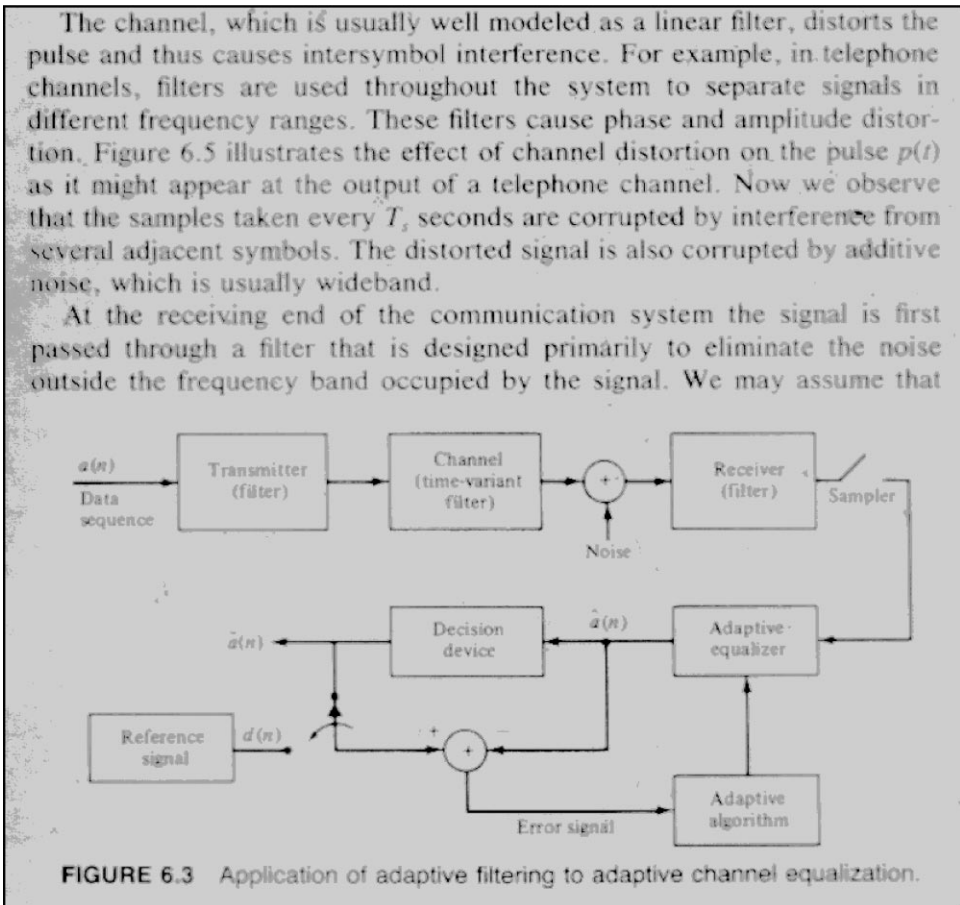 The channel, which is usually well modeled as a linear filter, distorts the
pulse and thus causes intersymbol interference. For example, in telephone
channels, filters are used throughout the system to separate signals in
different frequency ranges. These filters cause phase and amplitude distor-
tion. Figure 6.5 illustrates the effect of channel distortion on the pulse p(t)
as it might appear at the output of a telephone channel. Now we observe
that the samples taken every Tₛ seconds are corrupted by interference from
several adjacent symbols. The distorted signal is also corrupted by additive
noise, which is usually wideband.
At the receiving end of the communication system the signal is first
passed through a filter that is designed primarily to eliminate the noise
outside the frequency band occupied by the signal. We may assume that
a(n)
Data
sequence
Transmitter
(filter)
Channel
(time-variant
filter)
+
Noise
Receiver
(filter)
Sampler
ã(n)
Decision
device
â(n)
Adaptive
equalizer
Reference
signal
d(n)
+
+
−
Error signal
Adaptive
algorithm
FIGURE 6.3 Application of adaptive filtering to adaptive channel equalization.